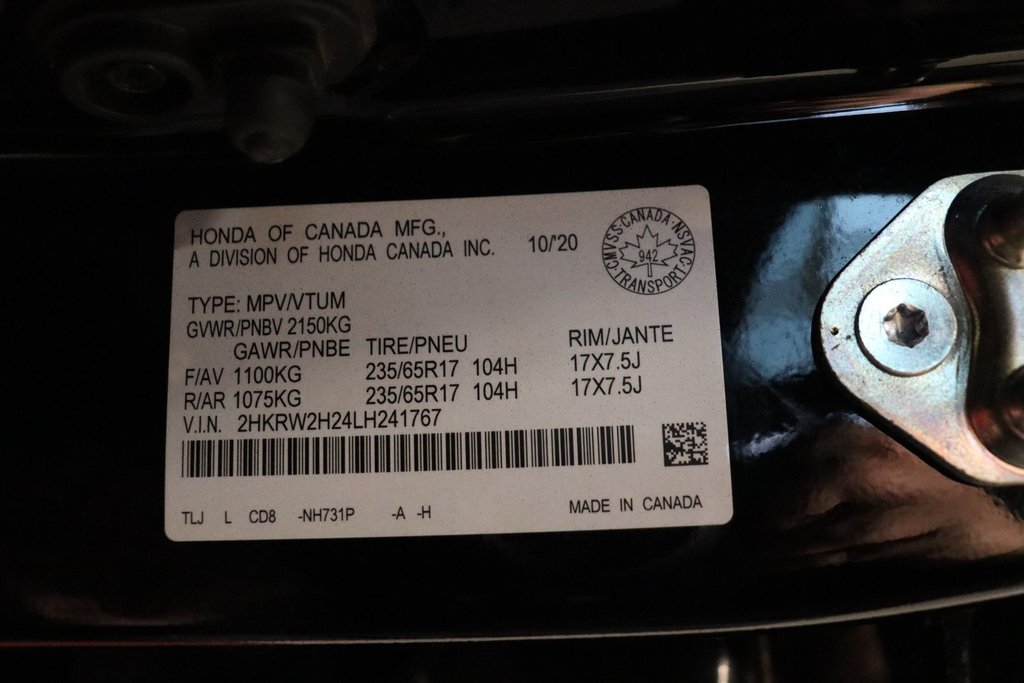 HONDA OF CANADA MFG.,
A DIVISION OF HONDA CANADA INC. 10/'20
CMVSS·CANADA·NSVAC·TRANSPORT·
942
TYPE: MPV/VTUM
GVWR/PNBV 2150KG
GAWR/PNBE TIRE/PNEU RIM/JANTE
F/AV 1100KG 235/65R17 104H 17X7.5J
R/AR 1075KG 235/65R17 104H 17X7.5J
V.I.N. 2HKRW2H24LH241767
TLJ L CD8 -NH731P -A -H MADE IN CANADA